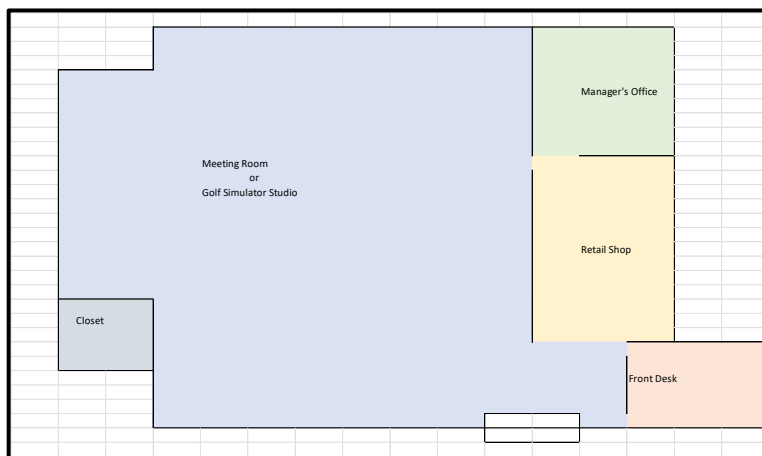 Manager's Office
Meeting Room
or
Golf Simulator Studio
Retail Shop
Closet
Front Desk